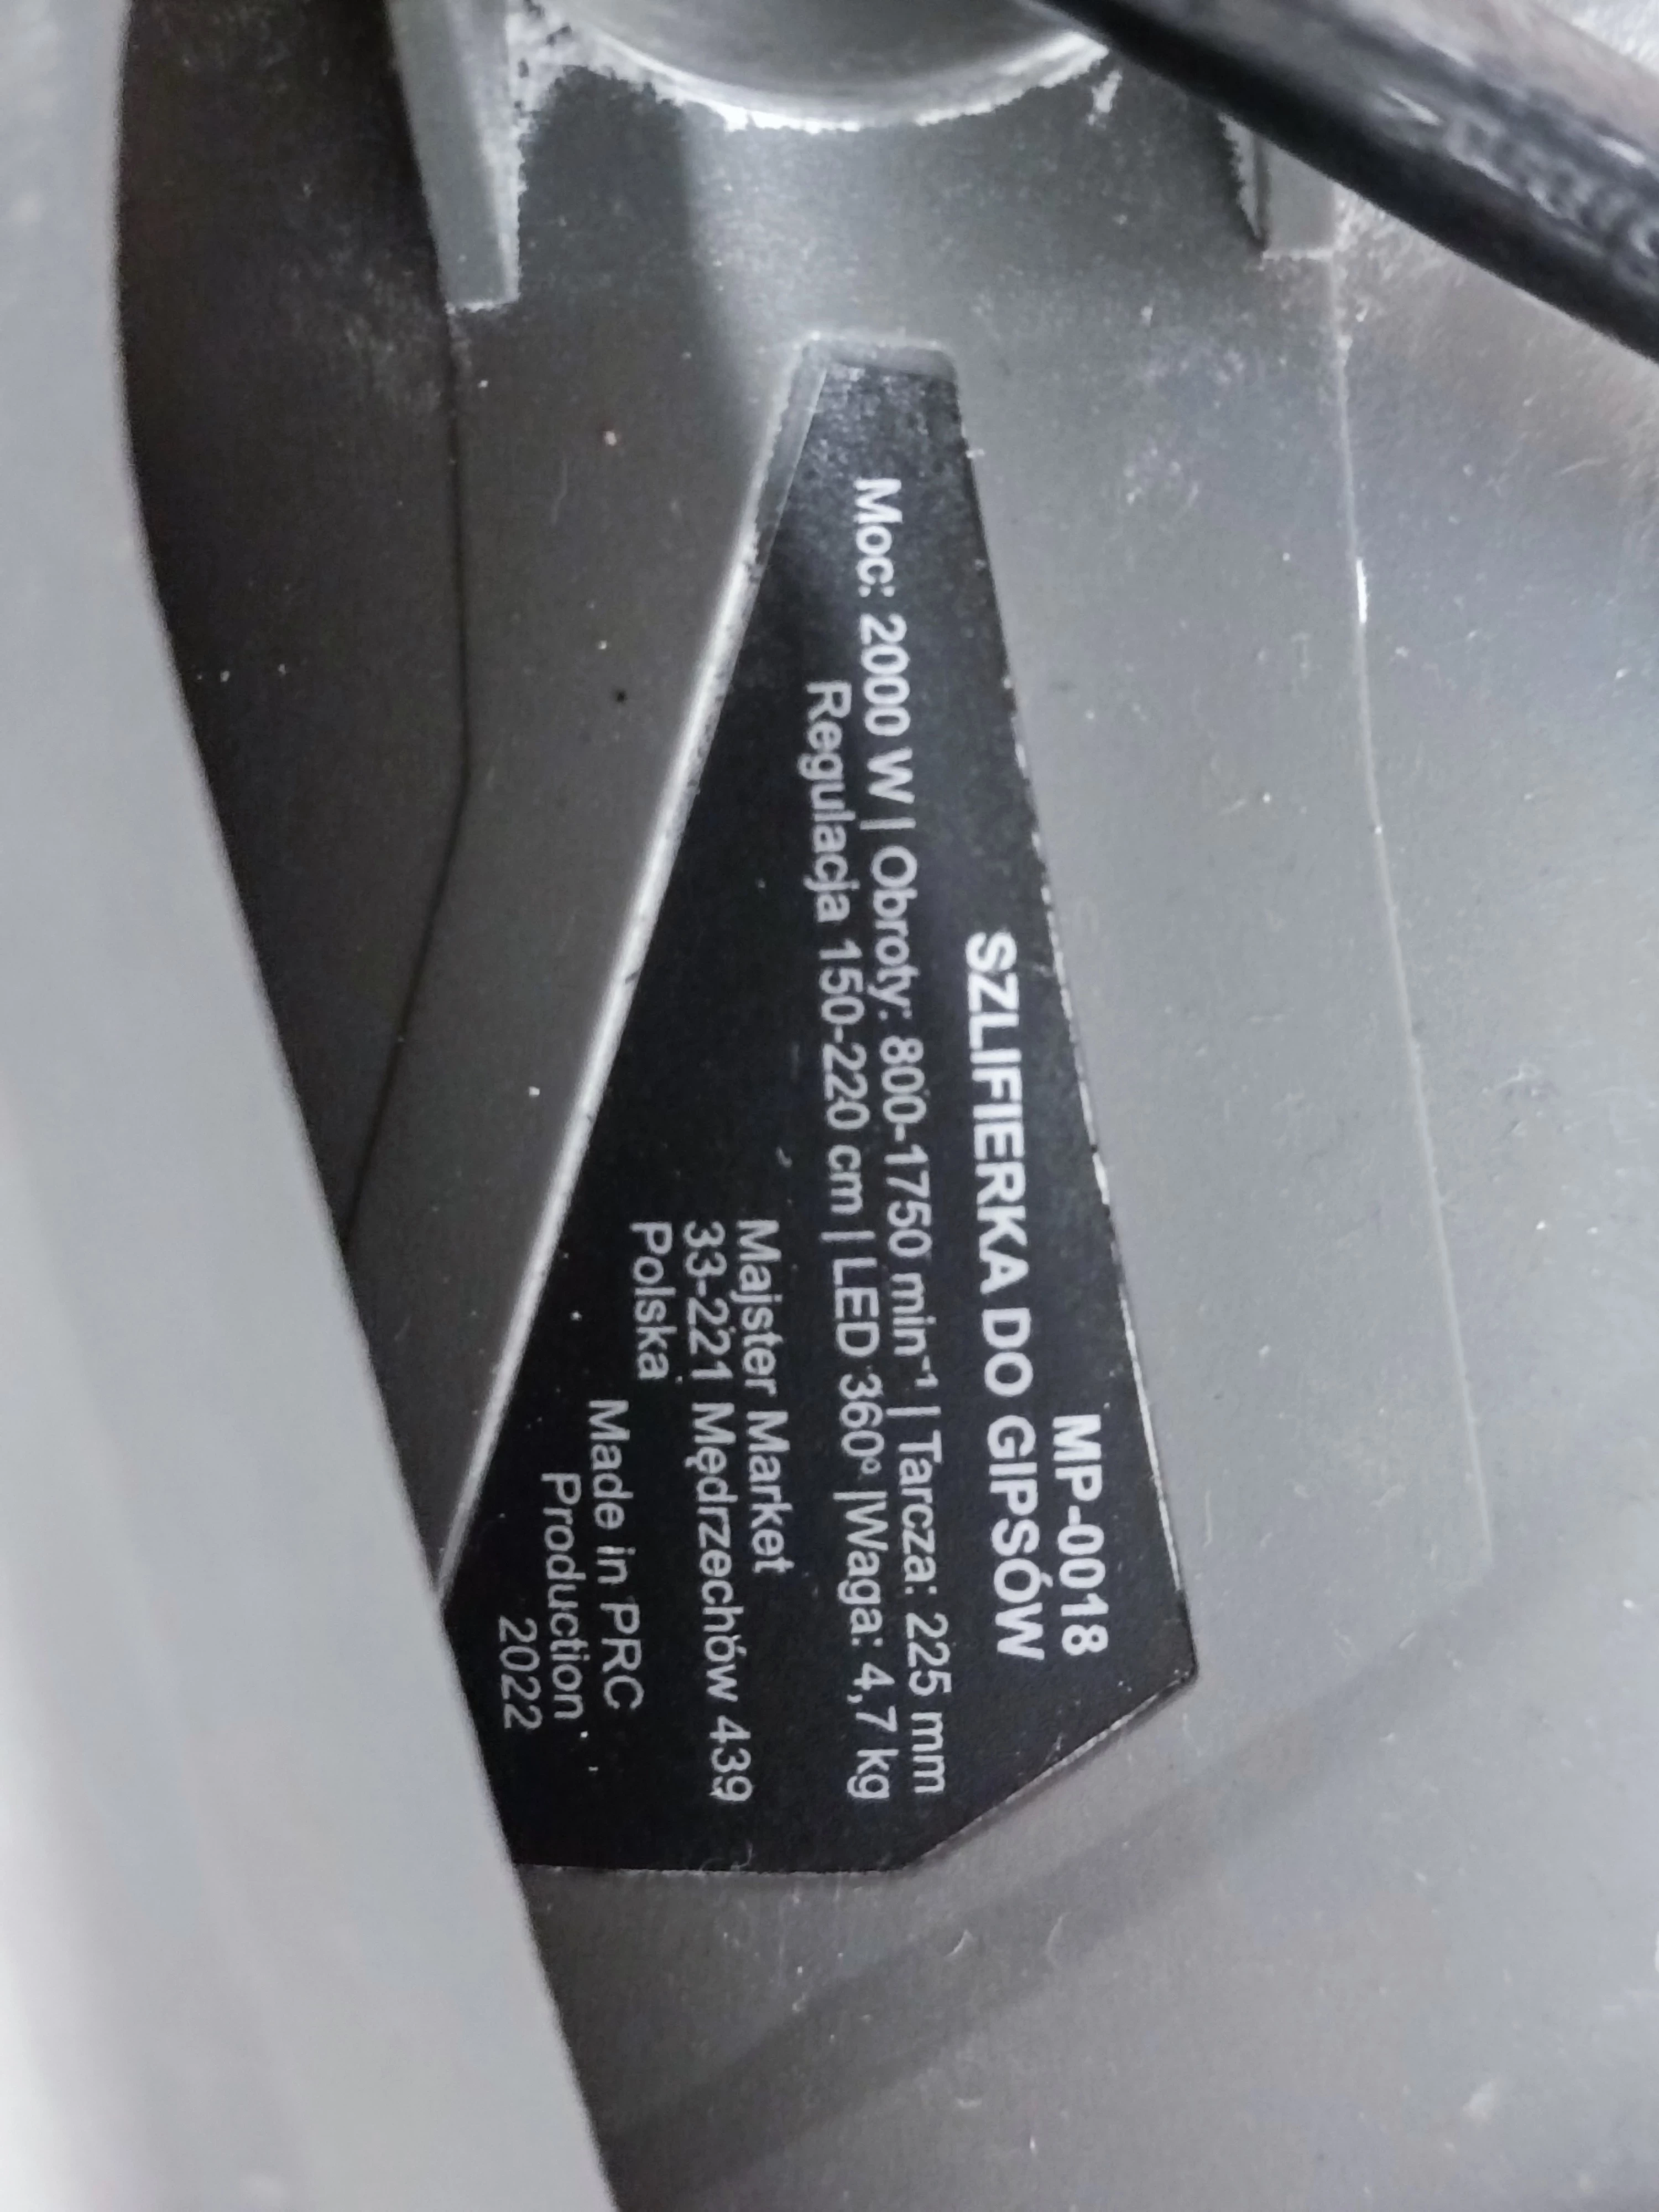 MP-0018
SZLIFIERKA DO GIPSÓW
Moc: 2000 W | Obroty: 800-1750 min⁻¹ | Tarcza: 225 mm
Regulacja 150-220 cm | LED 360º |Waga: 4,7 kg
Majster Market
33-221 Mędrzechów 439
Polska
Made in PRC
Production
2022